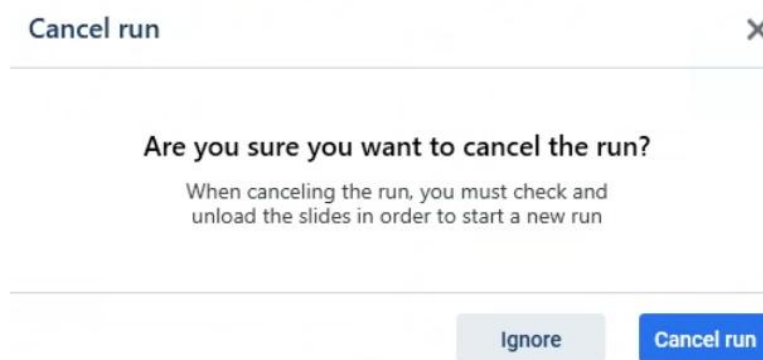 Cancel run
Are you sure you want to cancel the run?
When canceling the run, you must check and
unload the slides in order to start a new run
Ignore
Cancel run